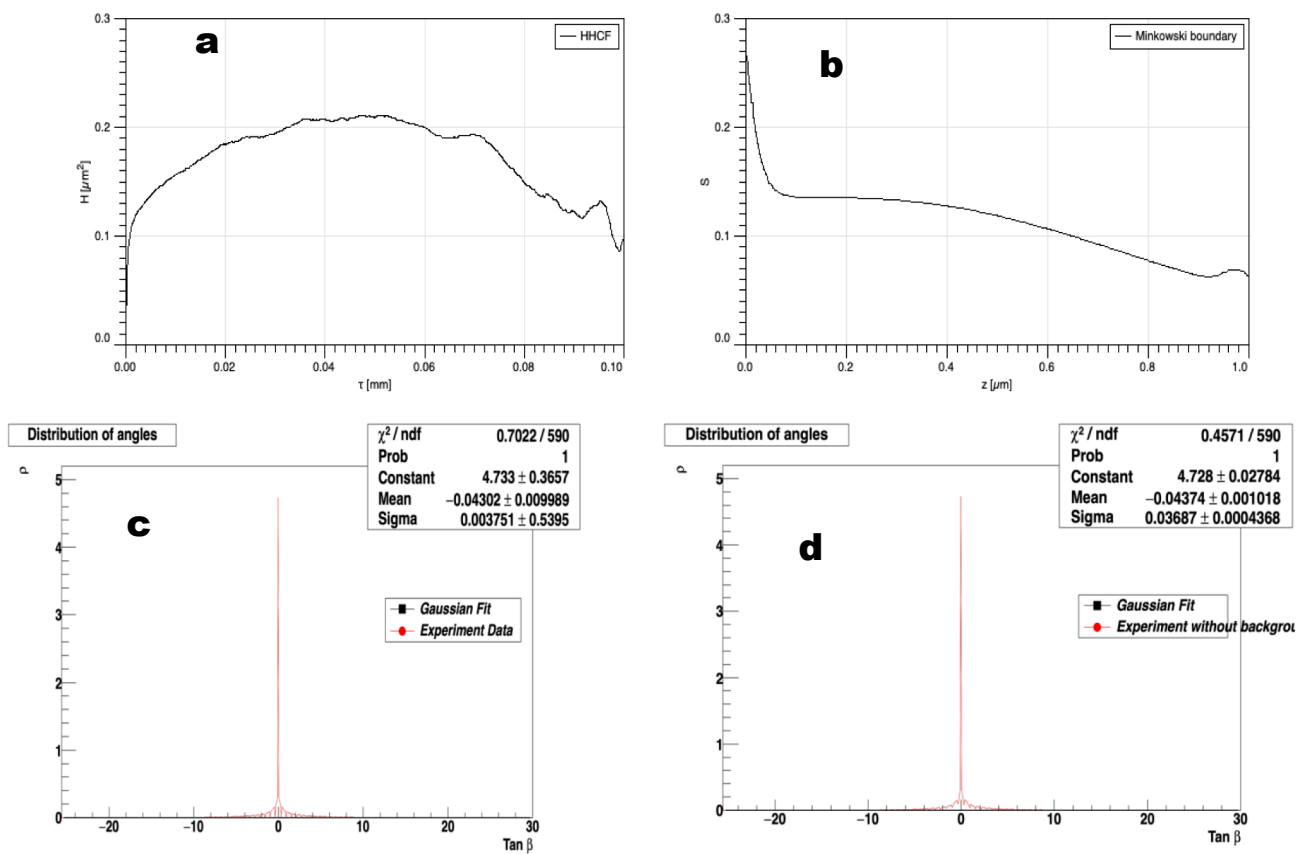 a
HHCF
0.3
0.2
0.1
0.0
H [µm²]
0.00 0.02 0.04 0.06 0.08 0.10
τ [mm]
b
Minkowski boundary
0.3
0.2
0.1
0.0
S
0.0 0.2 0.4 0.6 0.8 1.0
z [µm]
Distribution of angles
χ² / ndf 0.7022 / 590
Prob 1
Constant 4.733 ± 0.3657
Mean −0.04302 ± 0.009989
Sigma 0.003751 ± 0.5395
ρ
c
5
4
3
2
1
0
Gaussian Fit
Experiment Data
−20 −10 0 10 20 30
Tan β
Distribution of angles
χ² / ndf 0.4571 / 590
Prob 1
Constant 4.728 ± 0.02784
Mean −0.04374 ± 0.001018
Sigma 0.03687 ± 0.0004368
ρ
d
5
4
3
2
1
0
Gaussian Fit
Experiment without backgrou
−20 −10 0 10 20 30
Tan β